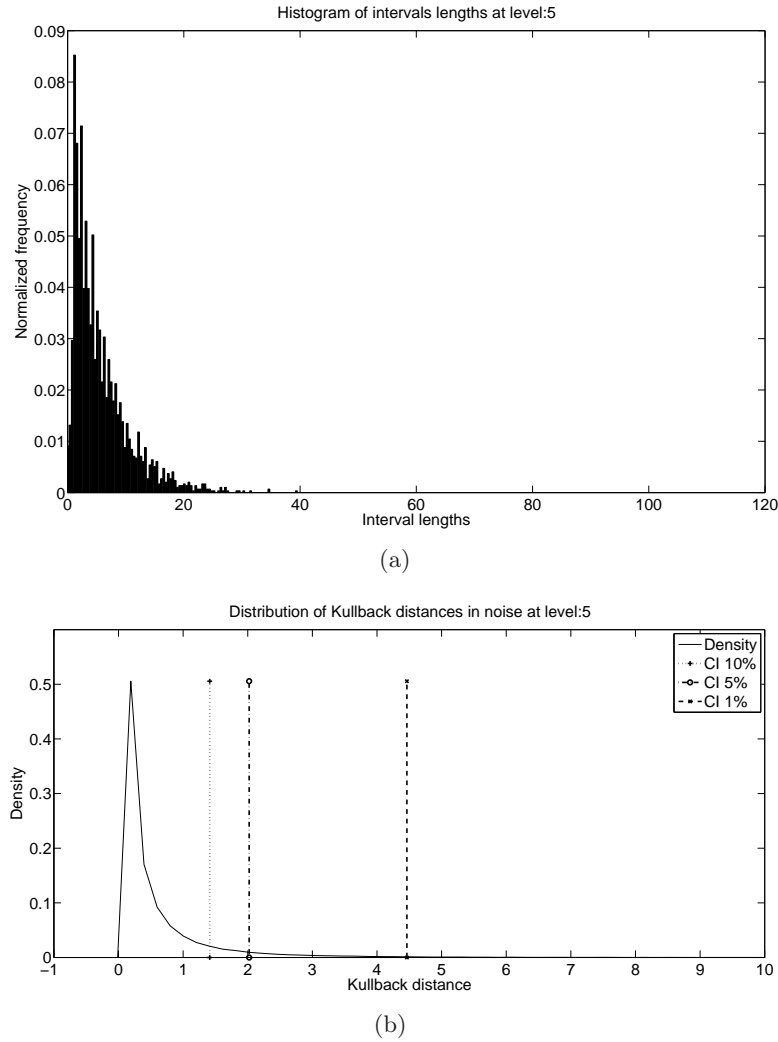 Histogram of intervals lengths at level:5
0.09
0.08
0.07
0.06
0.05
0.04
0.03
0.02
0.01
0
Normalized frequency
0 20 40 60 80 100 120
Interval lengths
(a)
Distribution of Kullback distances in noise at level:5
Density
CI 10%
CI 5%
CI 1%
0.5
0.4
0.3
0.2
0.1
0
Density
−1 0 1 2 3 4 5 6 7 8 9 10
Kullback distance
(b)